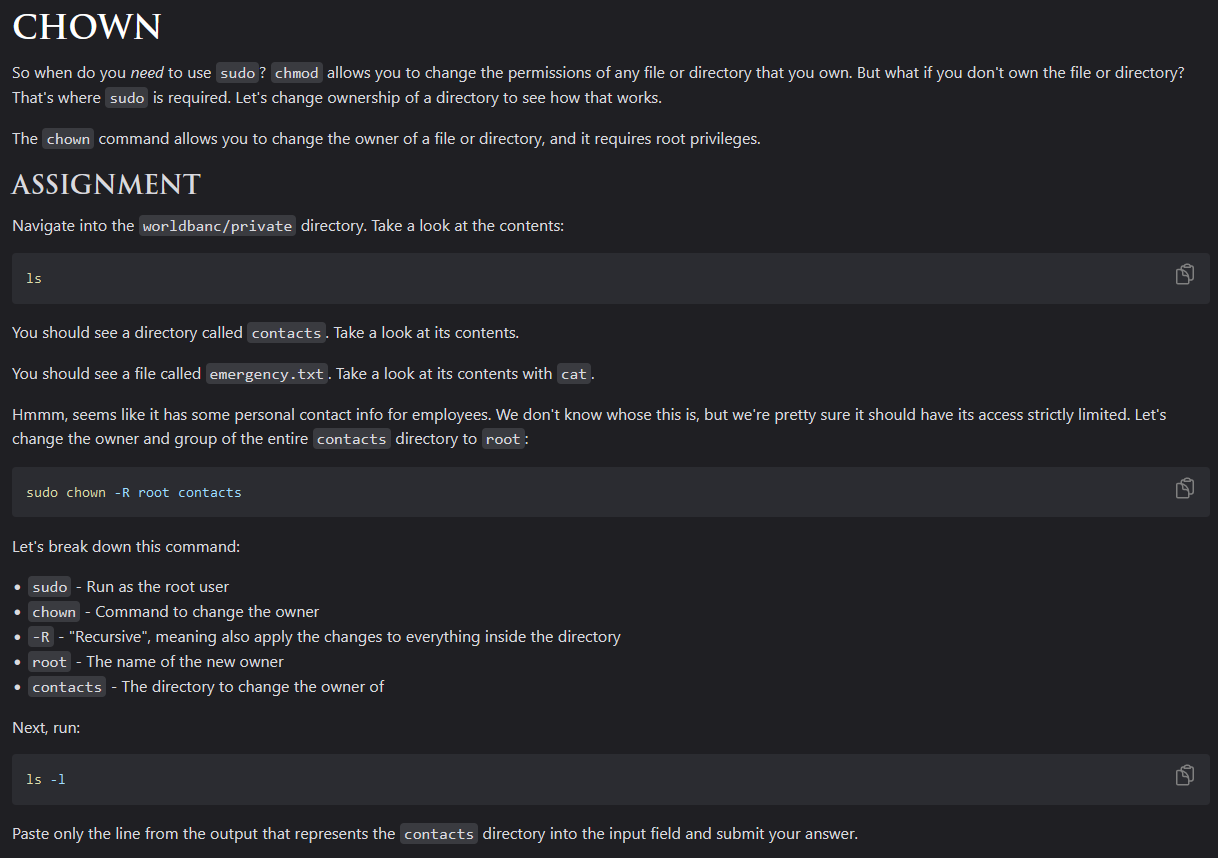 CHOWN
So when do you need to use sudo? chmod allows you to change the permissions of any file or directory that you own. But what if you don't own the file or directory?
That's where sudo is required. Let's change ownership of a directory to see how that works.
The chown command allows you to change the owner of a file or directory, and it requires root privileges.
ASSIGNMENT
Navigate into the worldbanc/private directory. Take a look at the contents:
ls
You should see a directory called contacts. Take a look at its contents.
You should see a file called emergency.txt. Take a look at its contents with cat.
Hmmm, seems like it has some personal contact info for employees. We don't know whose this is, but we're pretty sure it should have its access strictly limited. Let's
change the owner and group of the entire contacts directory to root:
sudo chown -R root contacts
Let's break down this command:
• sudo - Run as the root user
• chown - Command to change the owner
• -R - "Recursive", meaning also apply the changes to everything inside the directory
• root - The name of the new owner
• contacts - The directory to change the owner of
Next, run:
ls -l
Paste only the line from the output that represents the contacts directory into the input field and submit your answer.